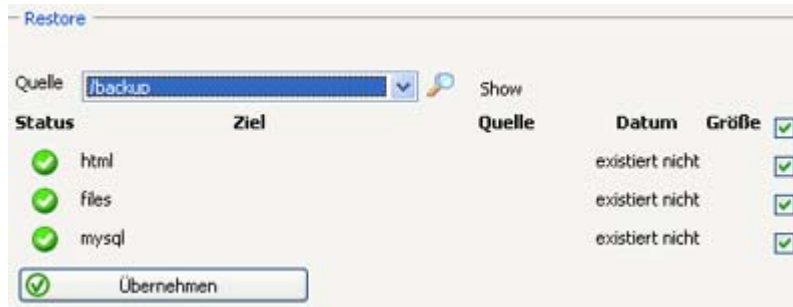 Restore
Quelle /backup Show
Status Ziel Quelle Datum Größe
html existiert nicht
files existiert nicht
mysql existiert nicht
Übernehmen